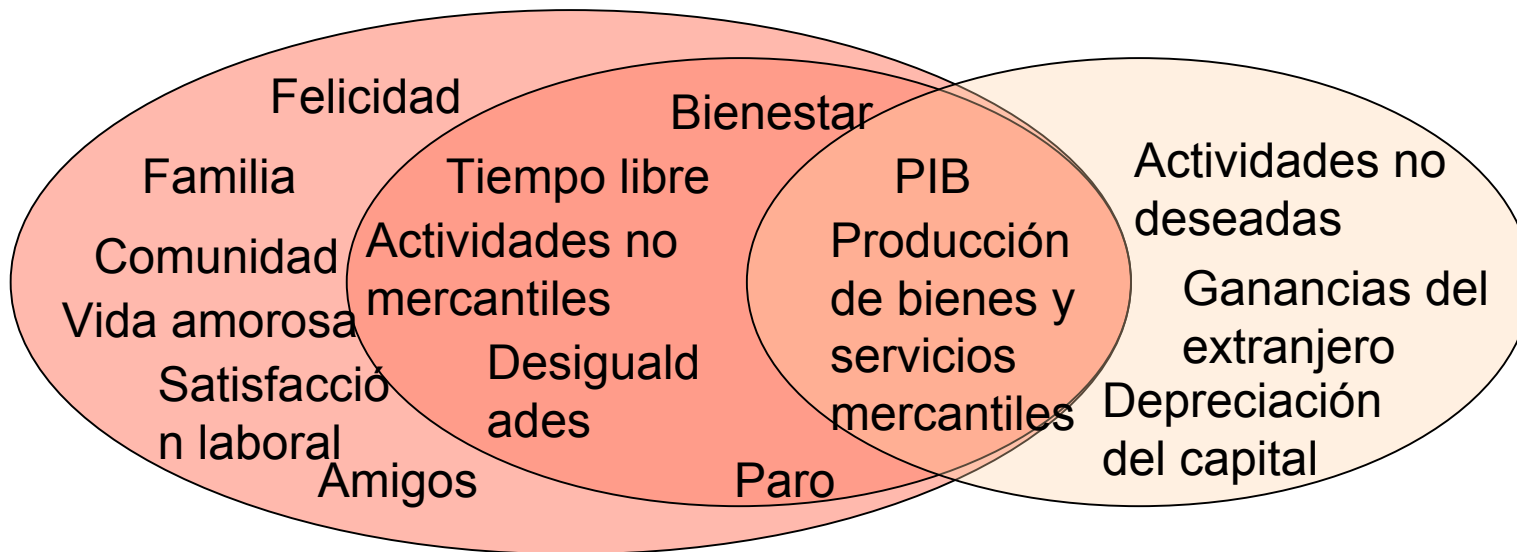 Felicidad
Familia
Comunidad
Vida amorosa
Satisfacció
n laboral
Amigos
Bienestar
Tiempo libre
Actividades no
mercantiles
Desiguald
ades
Paro
PIB
Producción
de bienes y
servicios
mercantiles
Actividades no
deseadas
Ganancias del
extranjero
Depreciación
del capital